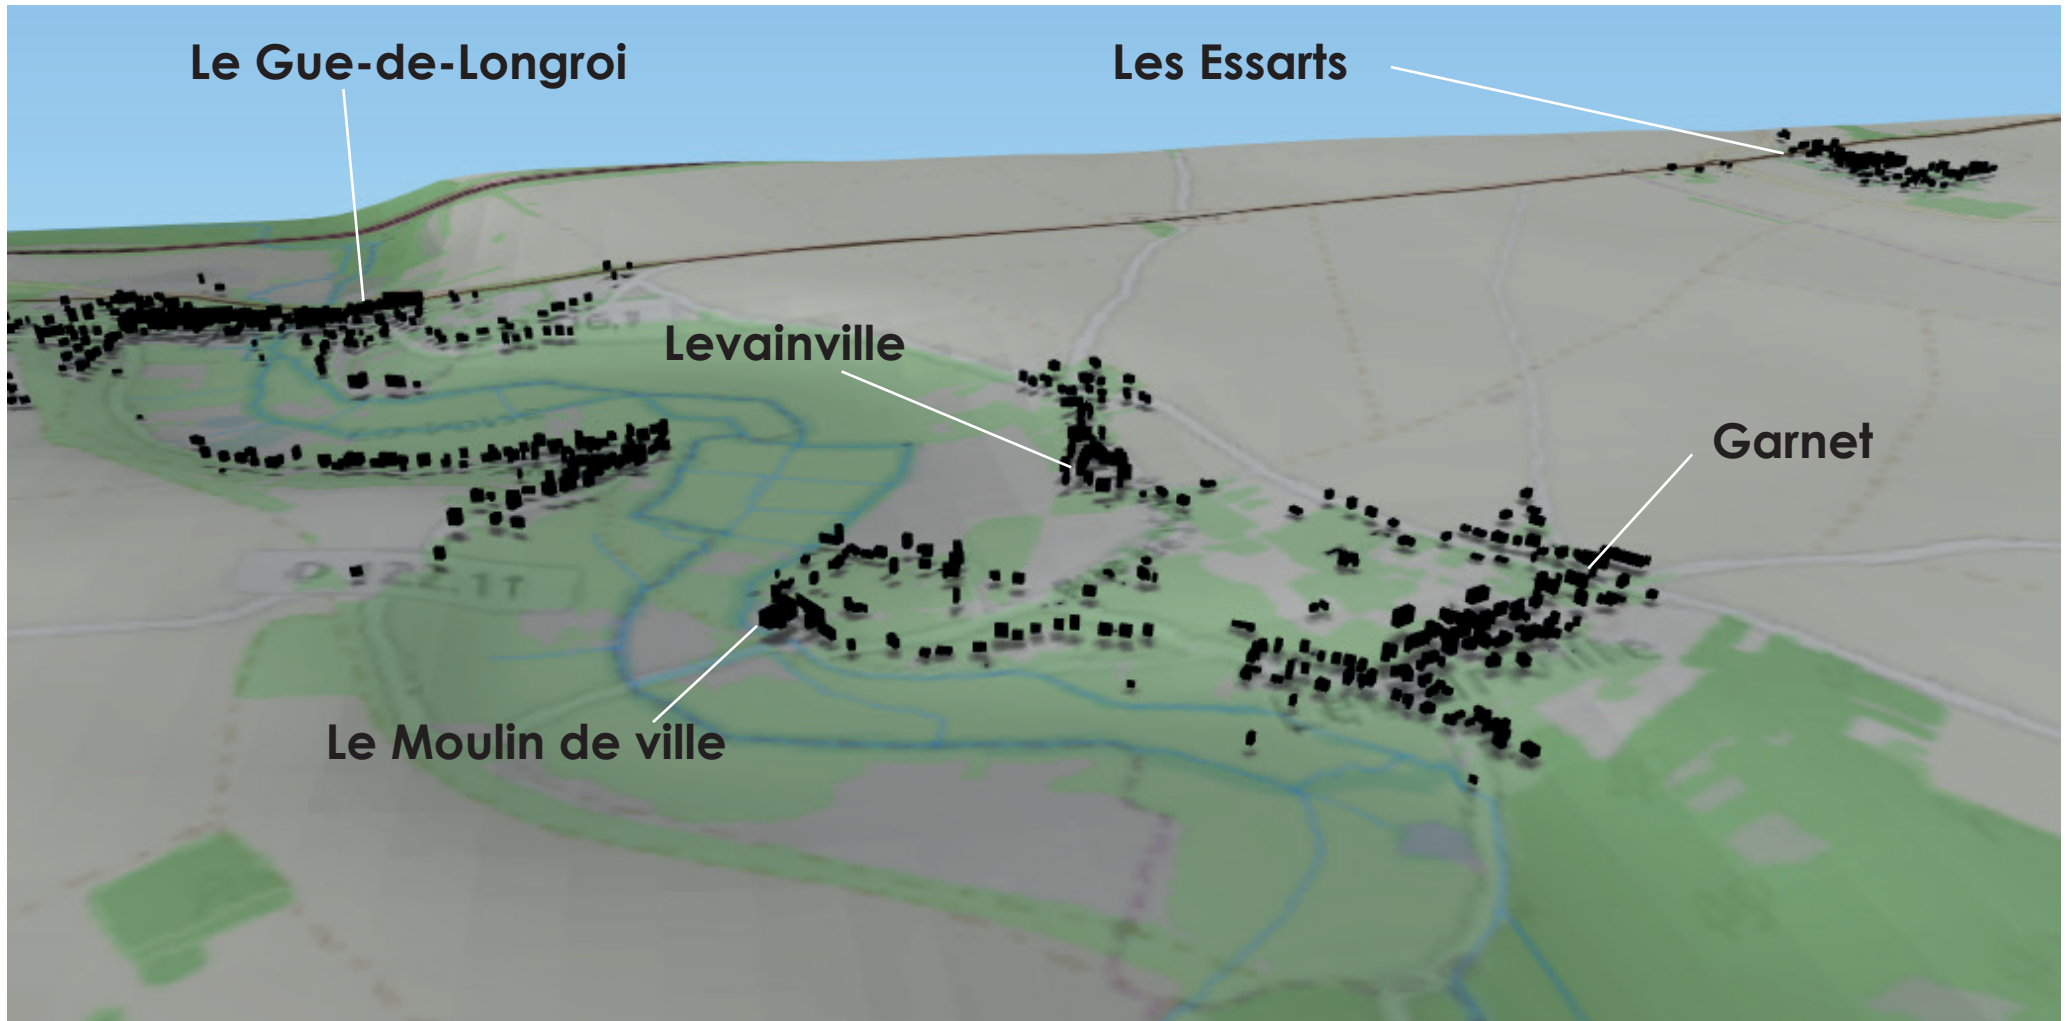 Le Gue-de-Longroi
Les Essarts
Levainville
Garnet
Le Moulin de ville